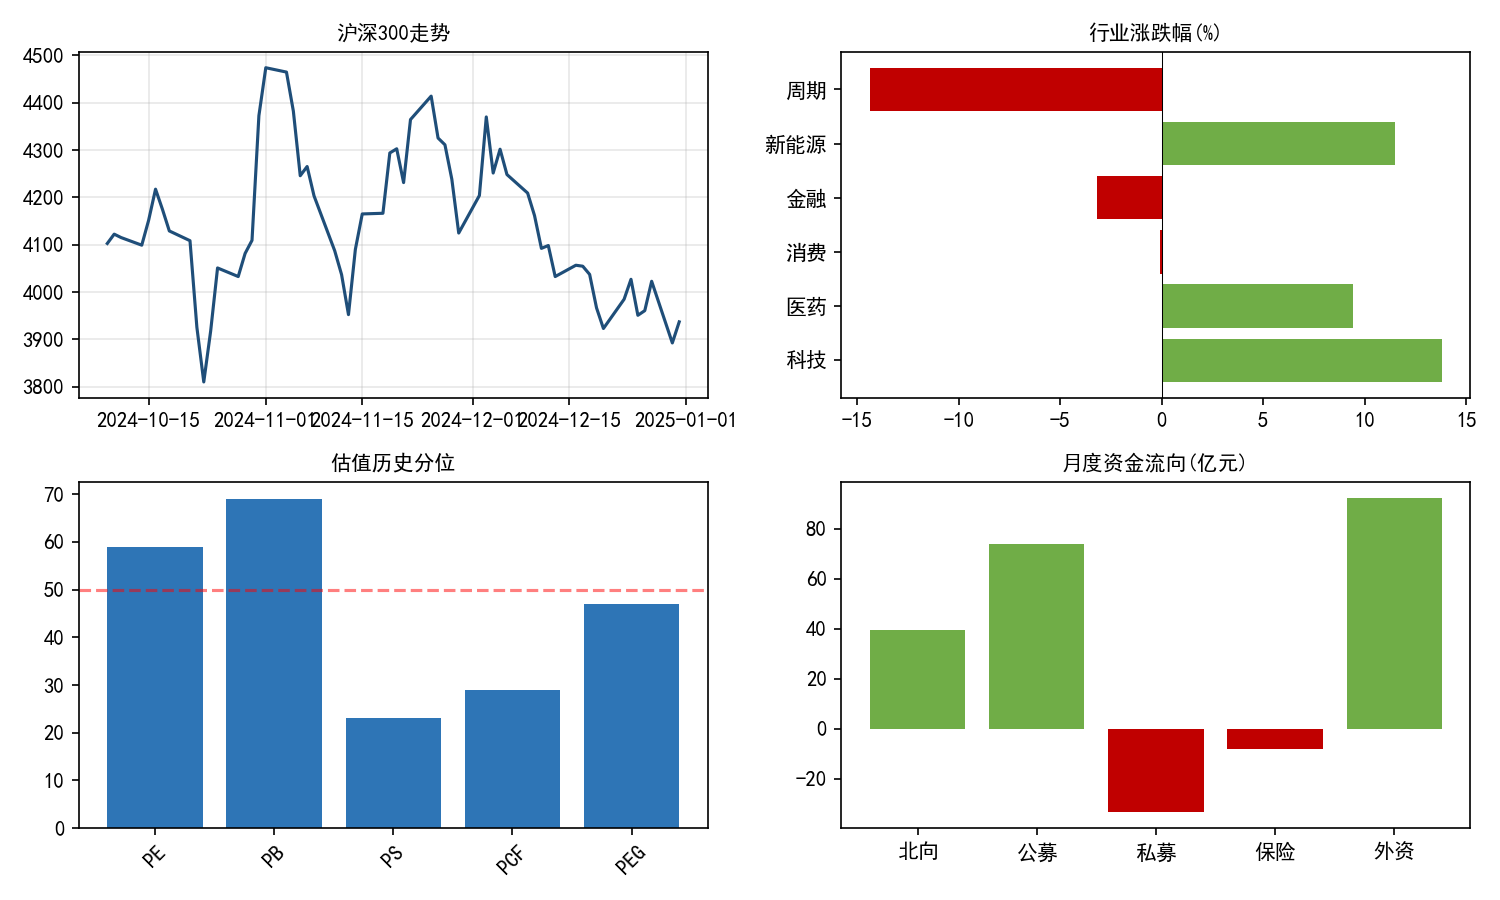 沪深300走势
4500
4400
4300
4200
4100
4000
3900
3800
2024-10-15
2024-11-01
2024-11-15
2024-12-01
2024-12-15
2025-01-01
行业涨跌幅(%)
周期
新能源
金融
消费
医药
科技
-15
-10
-5
0
5
10
15
估值历史分位
70
60
50
40
30
20
10
0
PE
PB
PS
PCF
PEG
月度资金流向(亿元)
80
60
40
20
0
-20
北向
公募
私募
保险
外资